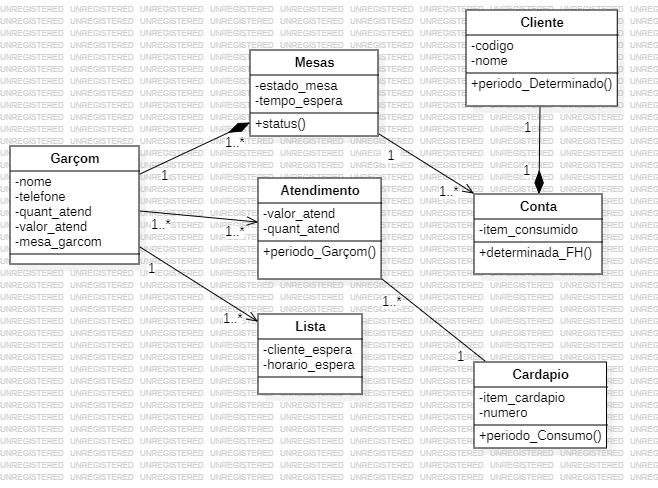 Cliente
-codigo
-nome
+periodo_Determinado()
Mesas
-estado_mesa
-tempo_espera
+status()
Garçom
-nome
-telefone
-quant_atend
-valor_atend
-mesa_garcom
Atendimento
-valor_atend
-quant_atend
+periodo_Garçom()
Conta
-item_consumido
+determinada_FH()
Lista
-cliente_espera
-horario_espera
Cardapio
-item_cardapio
-numero
+periodo_Consumo()
1
1..*
1
1..*
1
1
1..*
1..*
1
1..*
1..*
1
UNREGISTERED